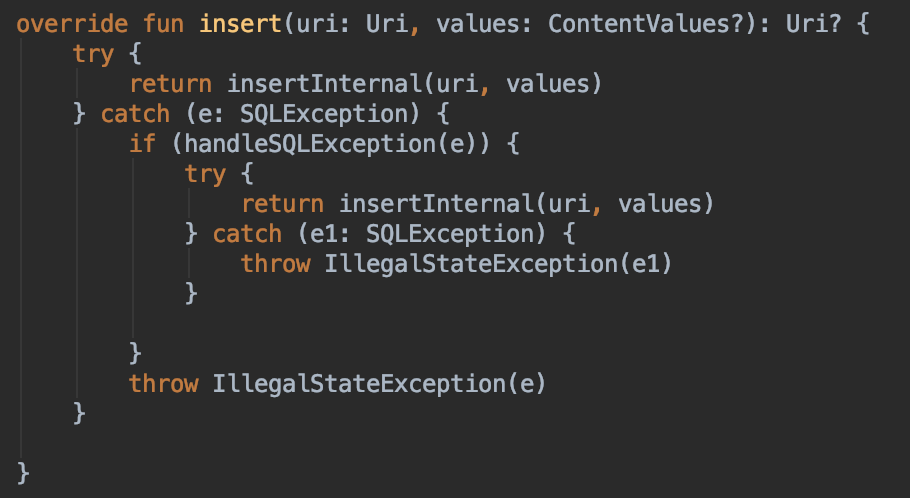 override fun insert(uri: Uri, values: ContentValues?): Uri? {
    try {
        return insertInternal(uri, values)
    } catch (e: SQLException) {
        if (handleSQLException(e)) {
            try {
                return insertInternal(uri, values)
            } catch (e1: SQLException) {
                throw IllegalStateException(e1)
            }

        }
        throw IllegalStateException(e)
    }

}